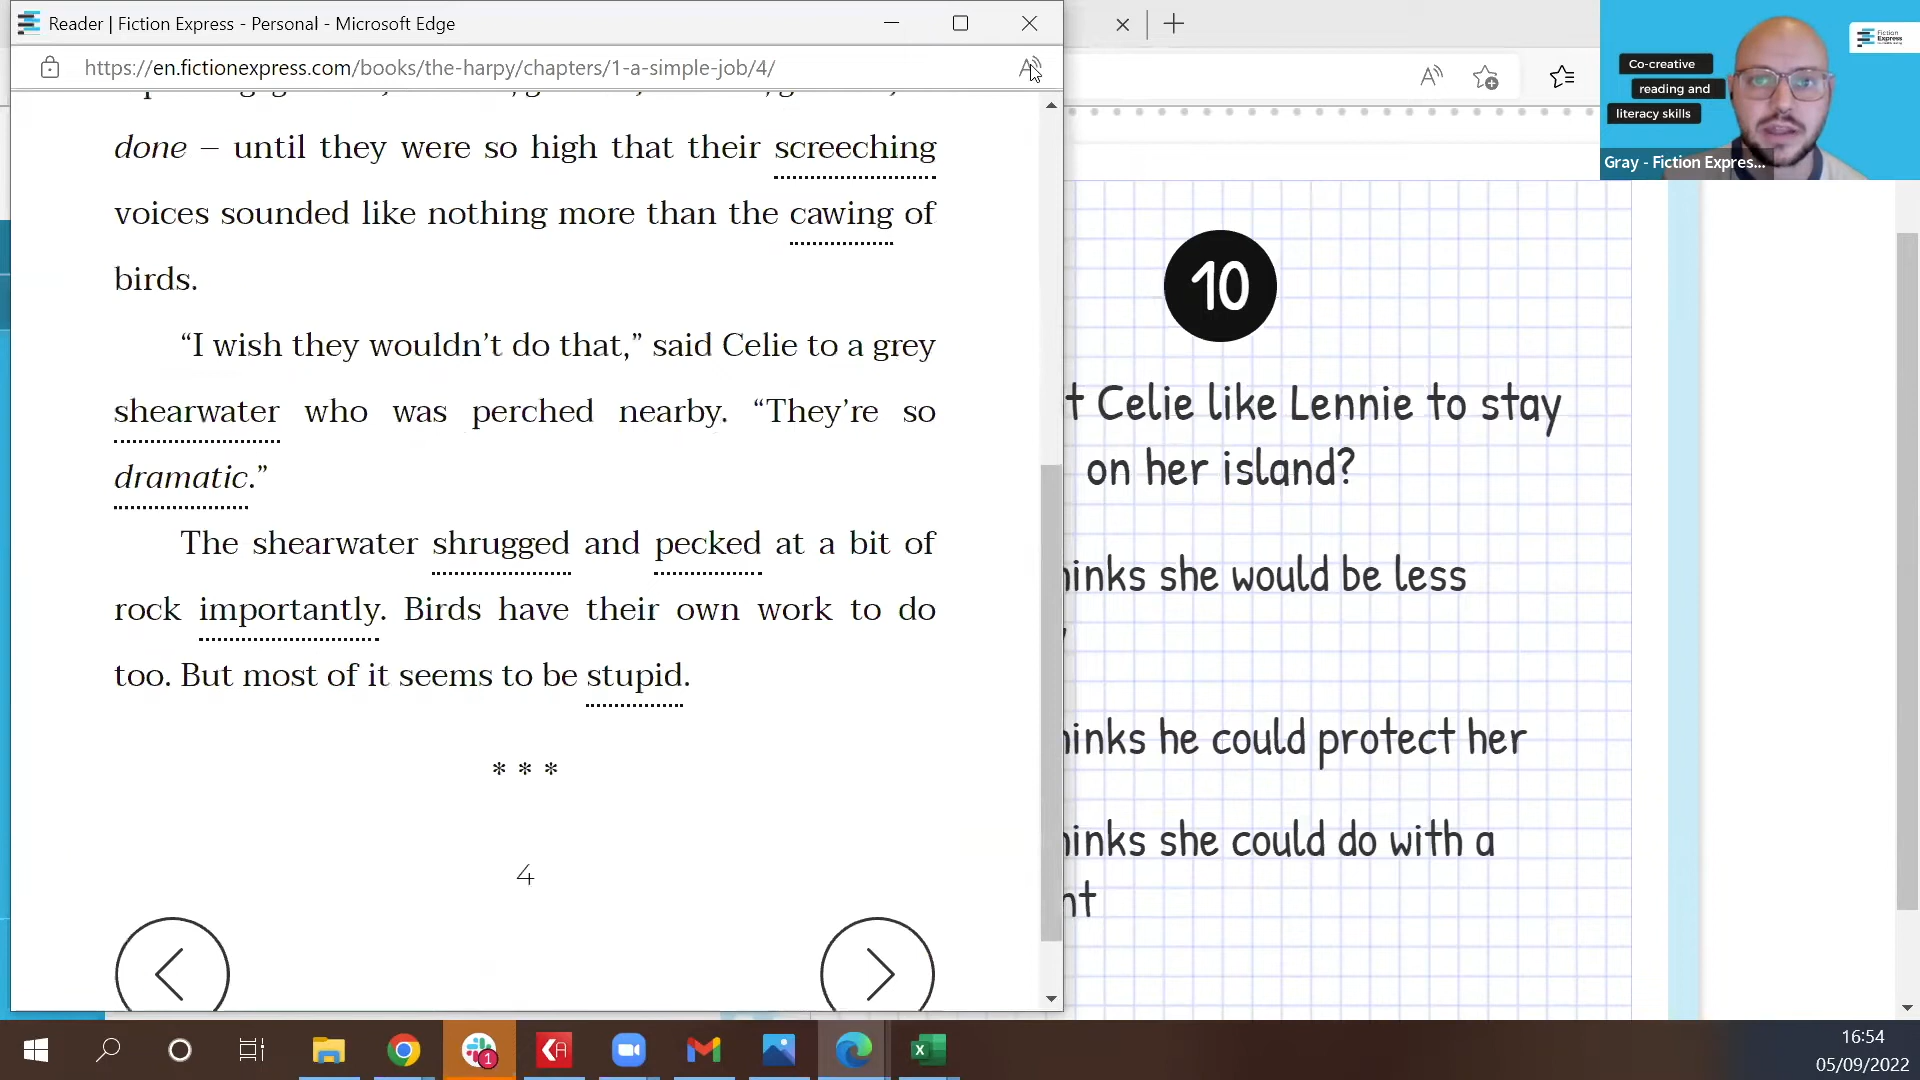 Reader | Fiction Express - Personal - Microsoft Edge
https://en.fictionexpress.com/books/the-harpy/chapters/1-a-simple-job/4/
done – until they were so high that their screeching
voices sounded like nothing more than the cawing of
birds.
“I wish they wouldn’t do that,” said Celie to a grey
shearwater who was perched nearby. “They’re so
dramatic.”
The shearwater shrugged and pecked at a bit of
rock importantly. Birds have their own work to do
too. But most of it seems to be stupid.
* * *
4
10
t Celie like Lennie to stay
on her island?
hinks she would be less
hinks he could protect her
hinks she could do with a
nt
Co-creative
reading and
literacy skills
Fiction
Express
Gray - Fiction Expres...
1
16:54
05/09/2022